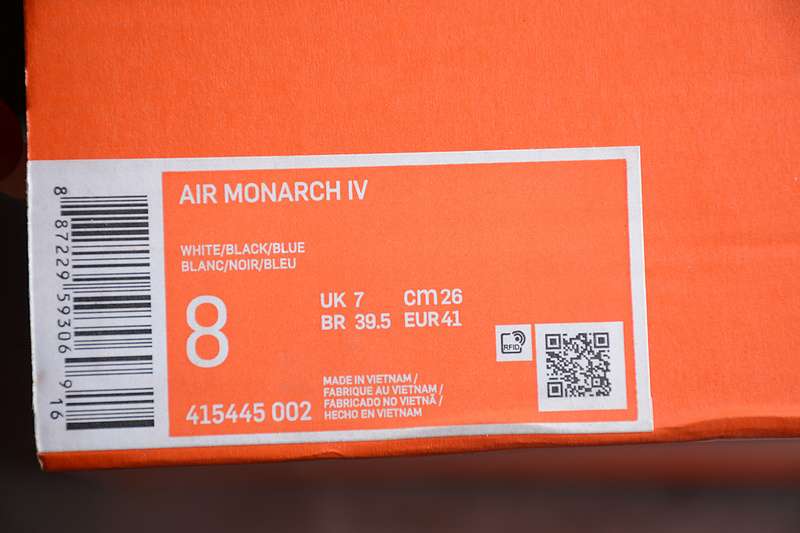 AIR MONARCH IV
WHITE/BLACK/BLUE
BLANC/NOIR/BLEU
8
UK 7 cm 26
BR 39.5 EUR 41
RFID
MADE IN VIETNAM /
FABRIQUE AU VIETNAM /
FABRICADO NO VIETNÃ /
HECHO EN VIETNAM
415445 002
8 87229 59306 9 16